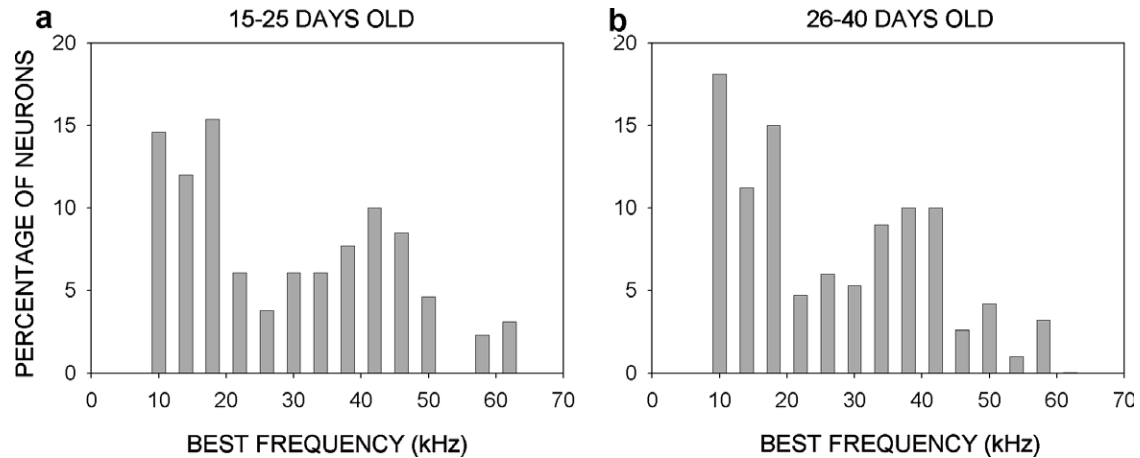 a
15-25 DAYS OLD
PERCENTAGE OF NEURONS
20
15
10
5
0
0 10 20 30 40 50 60 70
BEST FREQUENCY (kHz)
b
26-40 DAYS OLD
20
15
10
5
0
0 10 20 30 40 50 60 70
BEST FREQUENCY (kHz)